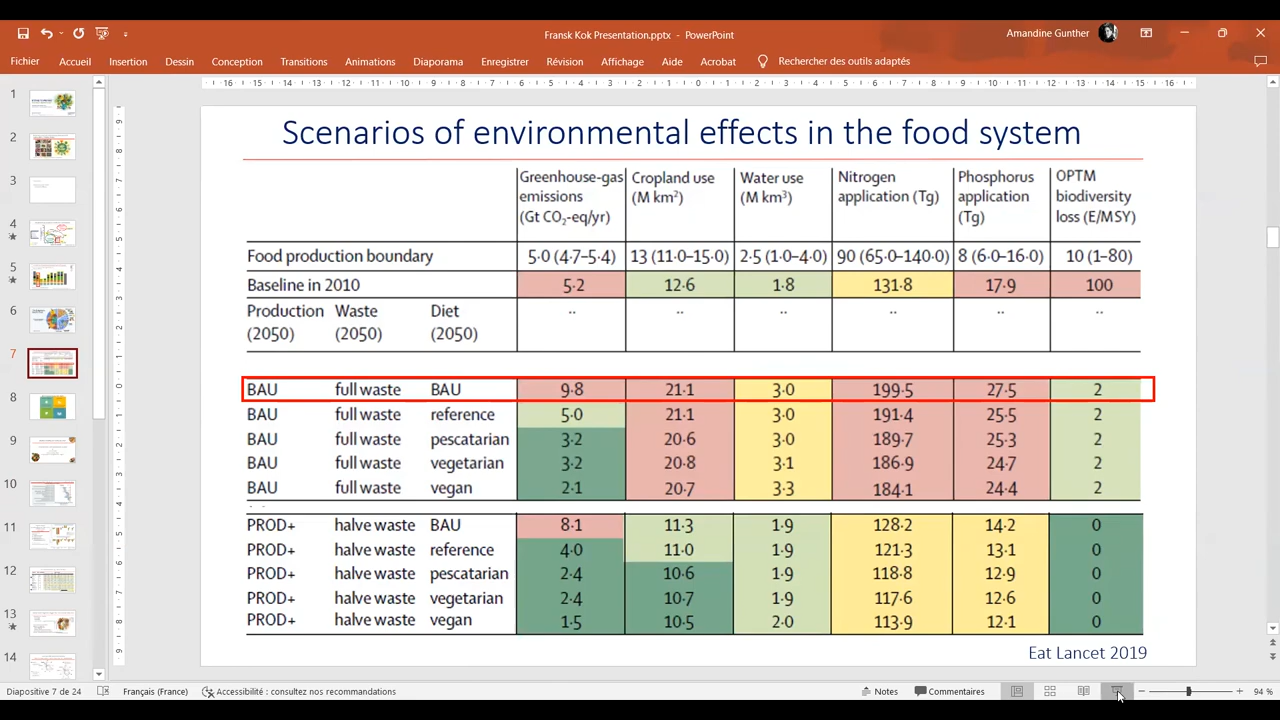 Fransk Kok Presentation.pptx - PowerPoint
Amandine Gunther
Fichier Accueil Insertion Dessin Conception Transitions Animations Diaporama Enregistrer Révision Affichage Aide Acrobat Rechercher des outils adaptés
Scenarios of environmental effects in the food system
Greenhouse-gas emissions (Gt CO₂-eq/yr) Cropland use (M km²) Water use (M km³) Nitrogen application (Tg) Phosphorus application (Tg) OPTM biodiversity loss (E/MSY)
Food production boundary 5·0 (4·7–5·4) 13 (11·0–15·0) 2·5 (1·0–4·0) 90 (65·0–140·0) 8 (6·0–16·0) 10 (1–80)
Baseline in 2010 5·2 12·6 1·8 131·8 17·9 100
Production (2050) Waste (2050) Diet (2050) ·· ·· ·· ·· ·· ··
BAU full waste BAU 9·8 21·1 3·0 199·5 27·5 2
BAU full waste reference 5·0 21·1 3·0 191·4 25·5 2
BAU full waste pescatarian 3·2 20·6 3·0 189·7 25·3 2
BAU full waste vegetarian 3·2 20·8 3·1 186·9 24·7 2
BAU full waste vegan 2·1 20·7 3·3 184·1 24·4 2
PROD+ halve waste BAU 8·1 11·3 1·9 128·2 14·2 0
PROD+ halve waste reference 4·0 11·0 1·9 121·3 13·1 0
PROD+ halve waste pescatarian 2·4 10·6 1·9 118·8 12·9 0
PROD+ halve waste vegetarian 2·4 10·7 1·9 117·6 12·6 0
PROD+ halve waste vegan 1·5 10·5 2·0 113·9 12·1 0
Eat Lancet 2019
1
2
3
4
5
6
7
8
9
10
11
12
13
14
Diapositive 7 de 24 Français (France) Accessibilité : consultez nos recommandations Notes Commentaires 94 %